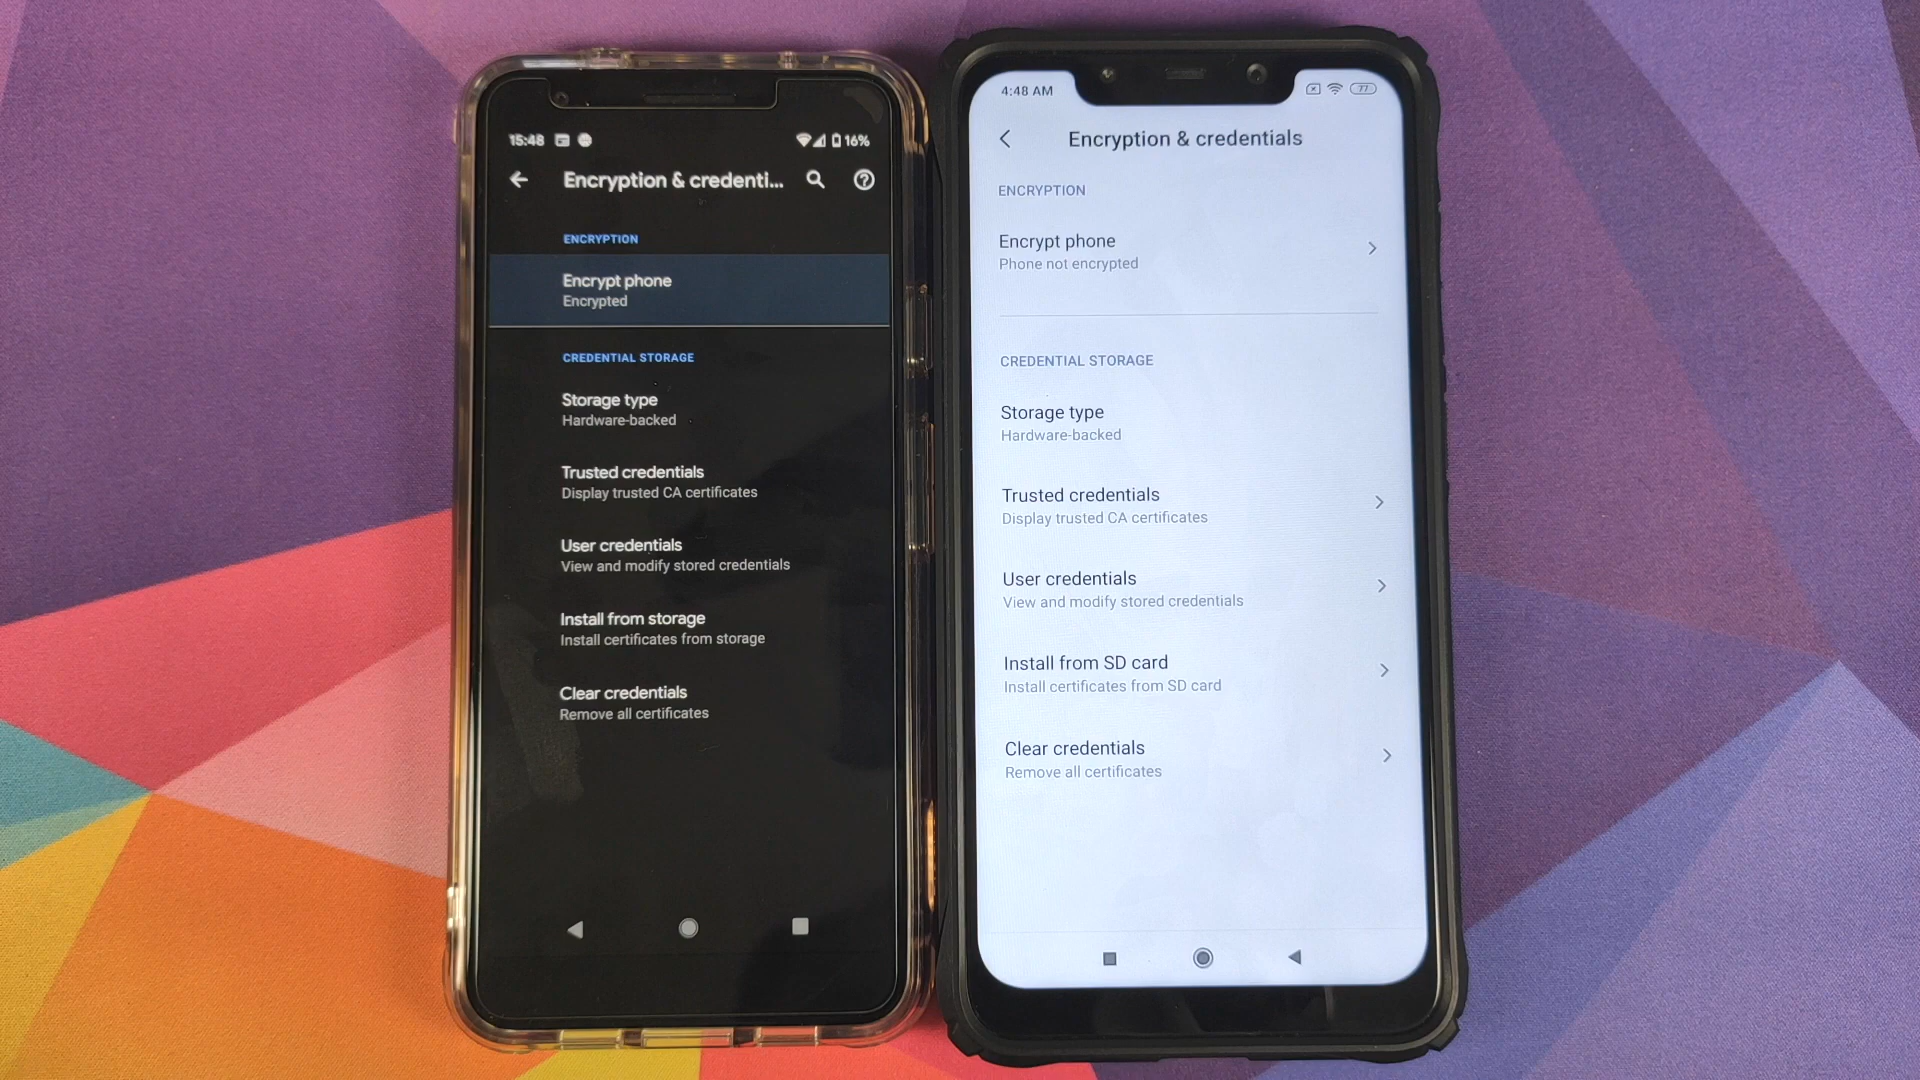 15:48
16%
Encryption & credenti...
ENCRYPTION
Encrypt phone
Encrypted
CREDENTIAL STORAGE
Storage type
Hardware-backed
Trusted credentials
Display trusted CA certificates
User credentials
View and modify stored credentials
Install from storage
Install certificates from storage
Clear credentials
Remove all certificates
4:48 AM
77
Encryption & credentials
ENCRYPTION
Encrypt phone
Phone not encrypted
CREDENTIAL STORAGE
Storage type
Hardware-backed
Trusted credentials
Display trusted CA certificates
User credentials
View and modify stored credentials
Install from SD card
Install certificates from SD card
Clear credentials
Remove all certificates